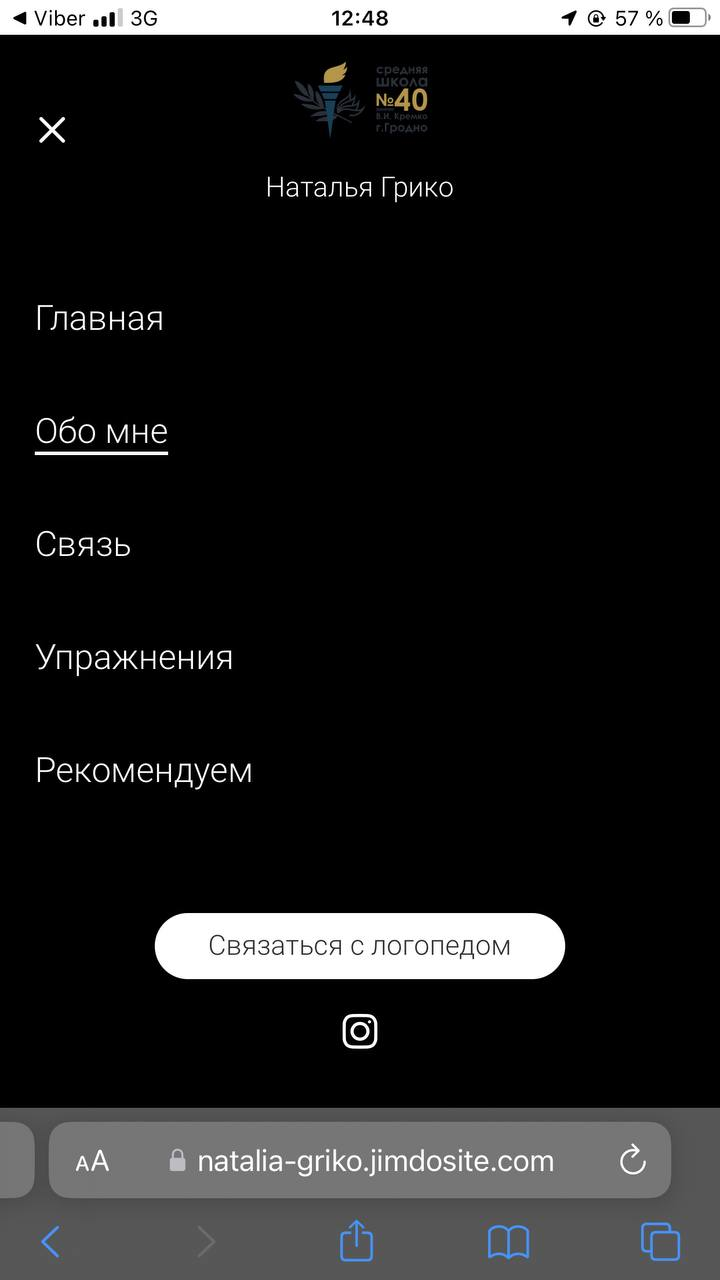 Viber 3G 12:48 57 %
средняя
школа
№40
В.И. Кремко
г.Гродно
Наталья Грико
Главная
Обо мне
Связь
Упражнения
Рекомендуем
Связаться с логопедом
AA natalia-griko.jimdosite.com